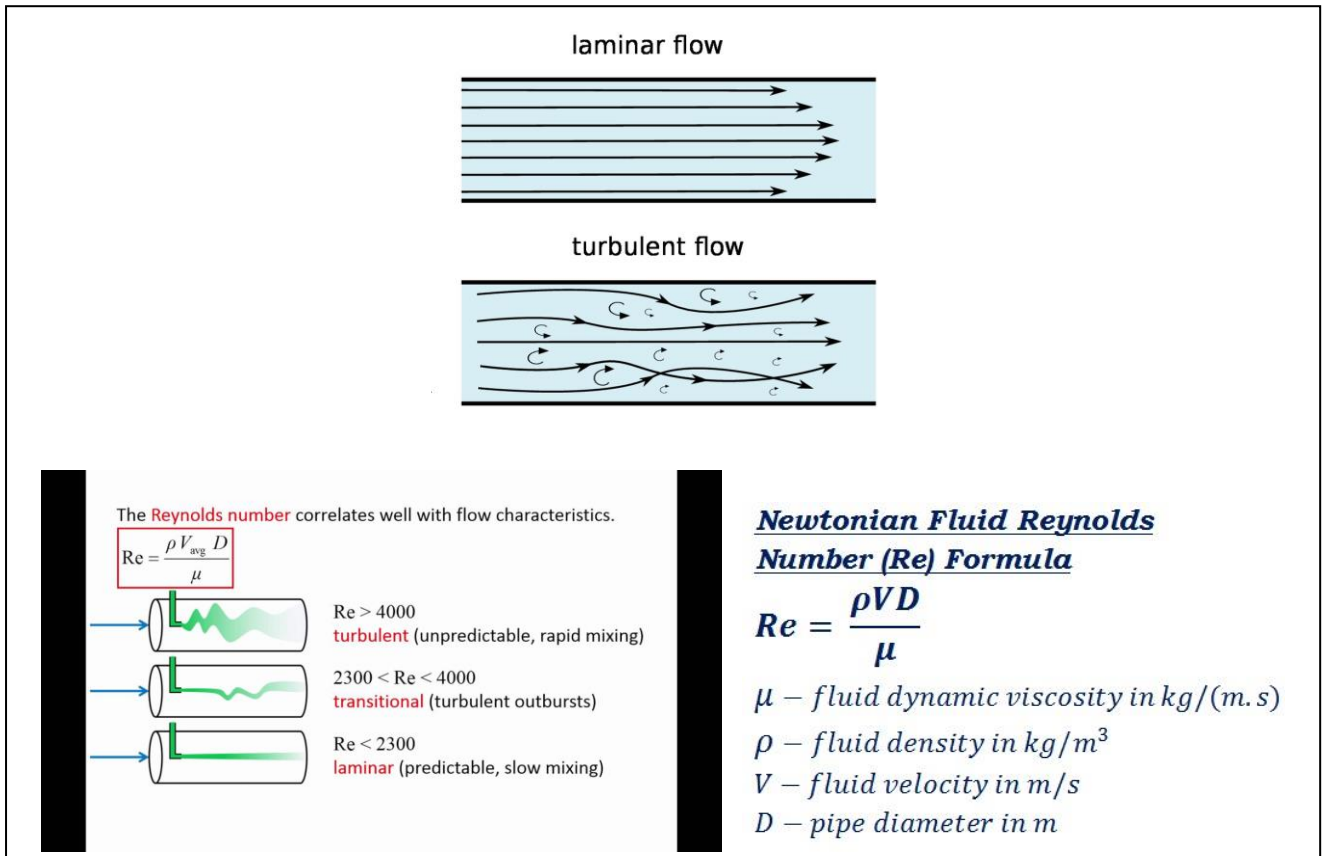 laminar flow
turbulent flow
The Reynolds number correlates well with flow characteristics.
Re = ρ V_avg D / μ
Re > 4000
turbulent (unpredictable, rapid mixing)
2300 < Re < 4000
transitional (turbulent outbursts)
Re < 2300
laminar (predictable, slow mixing)
Newtonian Fluid Reynolds
Number (Re) Formula
Re = ρVD / μ
μ – fluid dynamic viscosity in kg/(m.s)
ρ – fluid density in kg/m³
V – fluid velocity in m/s
D – pipe diameter in m